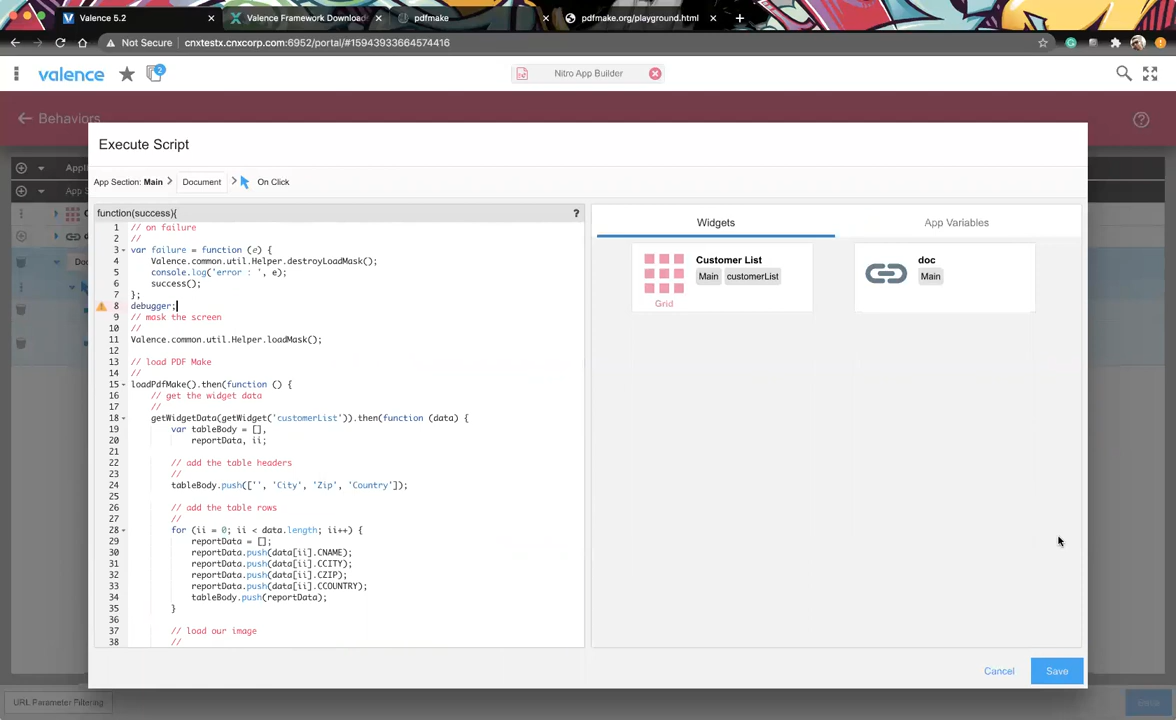 Valence 5.2
Valence Framework Download
pdfmake
pdfmake.org/playground.html
Not Secure
cnxtestx.cnxcorp.com:6952/portal/#15943933664574416
valence
2
Nitro App Builder
Behaviors
Execute Script
App Section: Main
Document
On Click
function(success){
?
1 // on failure
2 //
3 var failure = function (e) {
4 Valence.common.util.Helper.destroyLoadMask();
5 console.log('error : ', e);
6 success();
7 };
8 debugger;
9 // mask the screen
10 //
11 Valence.common.util.Helper.loadMask();
12
13 // load PDF Make
14 //
15 loadPdfMake().then(function () {
16 // get the widget data
17 //
18 getWidgetData(getWidget('customerList')).then(function (data) {
19 var tableBody = [],
20 reportData, ii;
21
22 // add the table headers
23 //
24 tableBody.push(['', 'City', 'Zip', 'Country']);
25
26 // add the table rows
27 //
28 for (ii = 0; ii < data.length; ii++) {
29 reportData = [];
30 reportData.push(data[ii].CNAME);
31 reportData.push(data[ii].CCITY);
32 reportData.push(data[ii].CZIP);
33 reportData.push(data[ii].CCOUNTRY);
34 tableBody.push(reportData);
35 }
36
37 // load our image
38 //
Widgets
App Variables
Customer List
Main customerList
Grid
doc
Main
Cancel
Save
URL Parameter Filtering